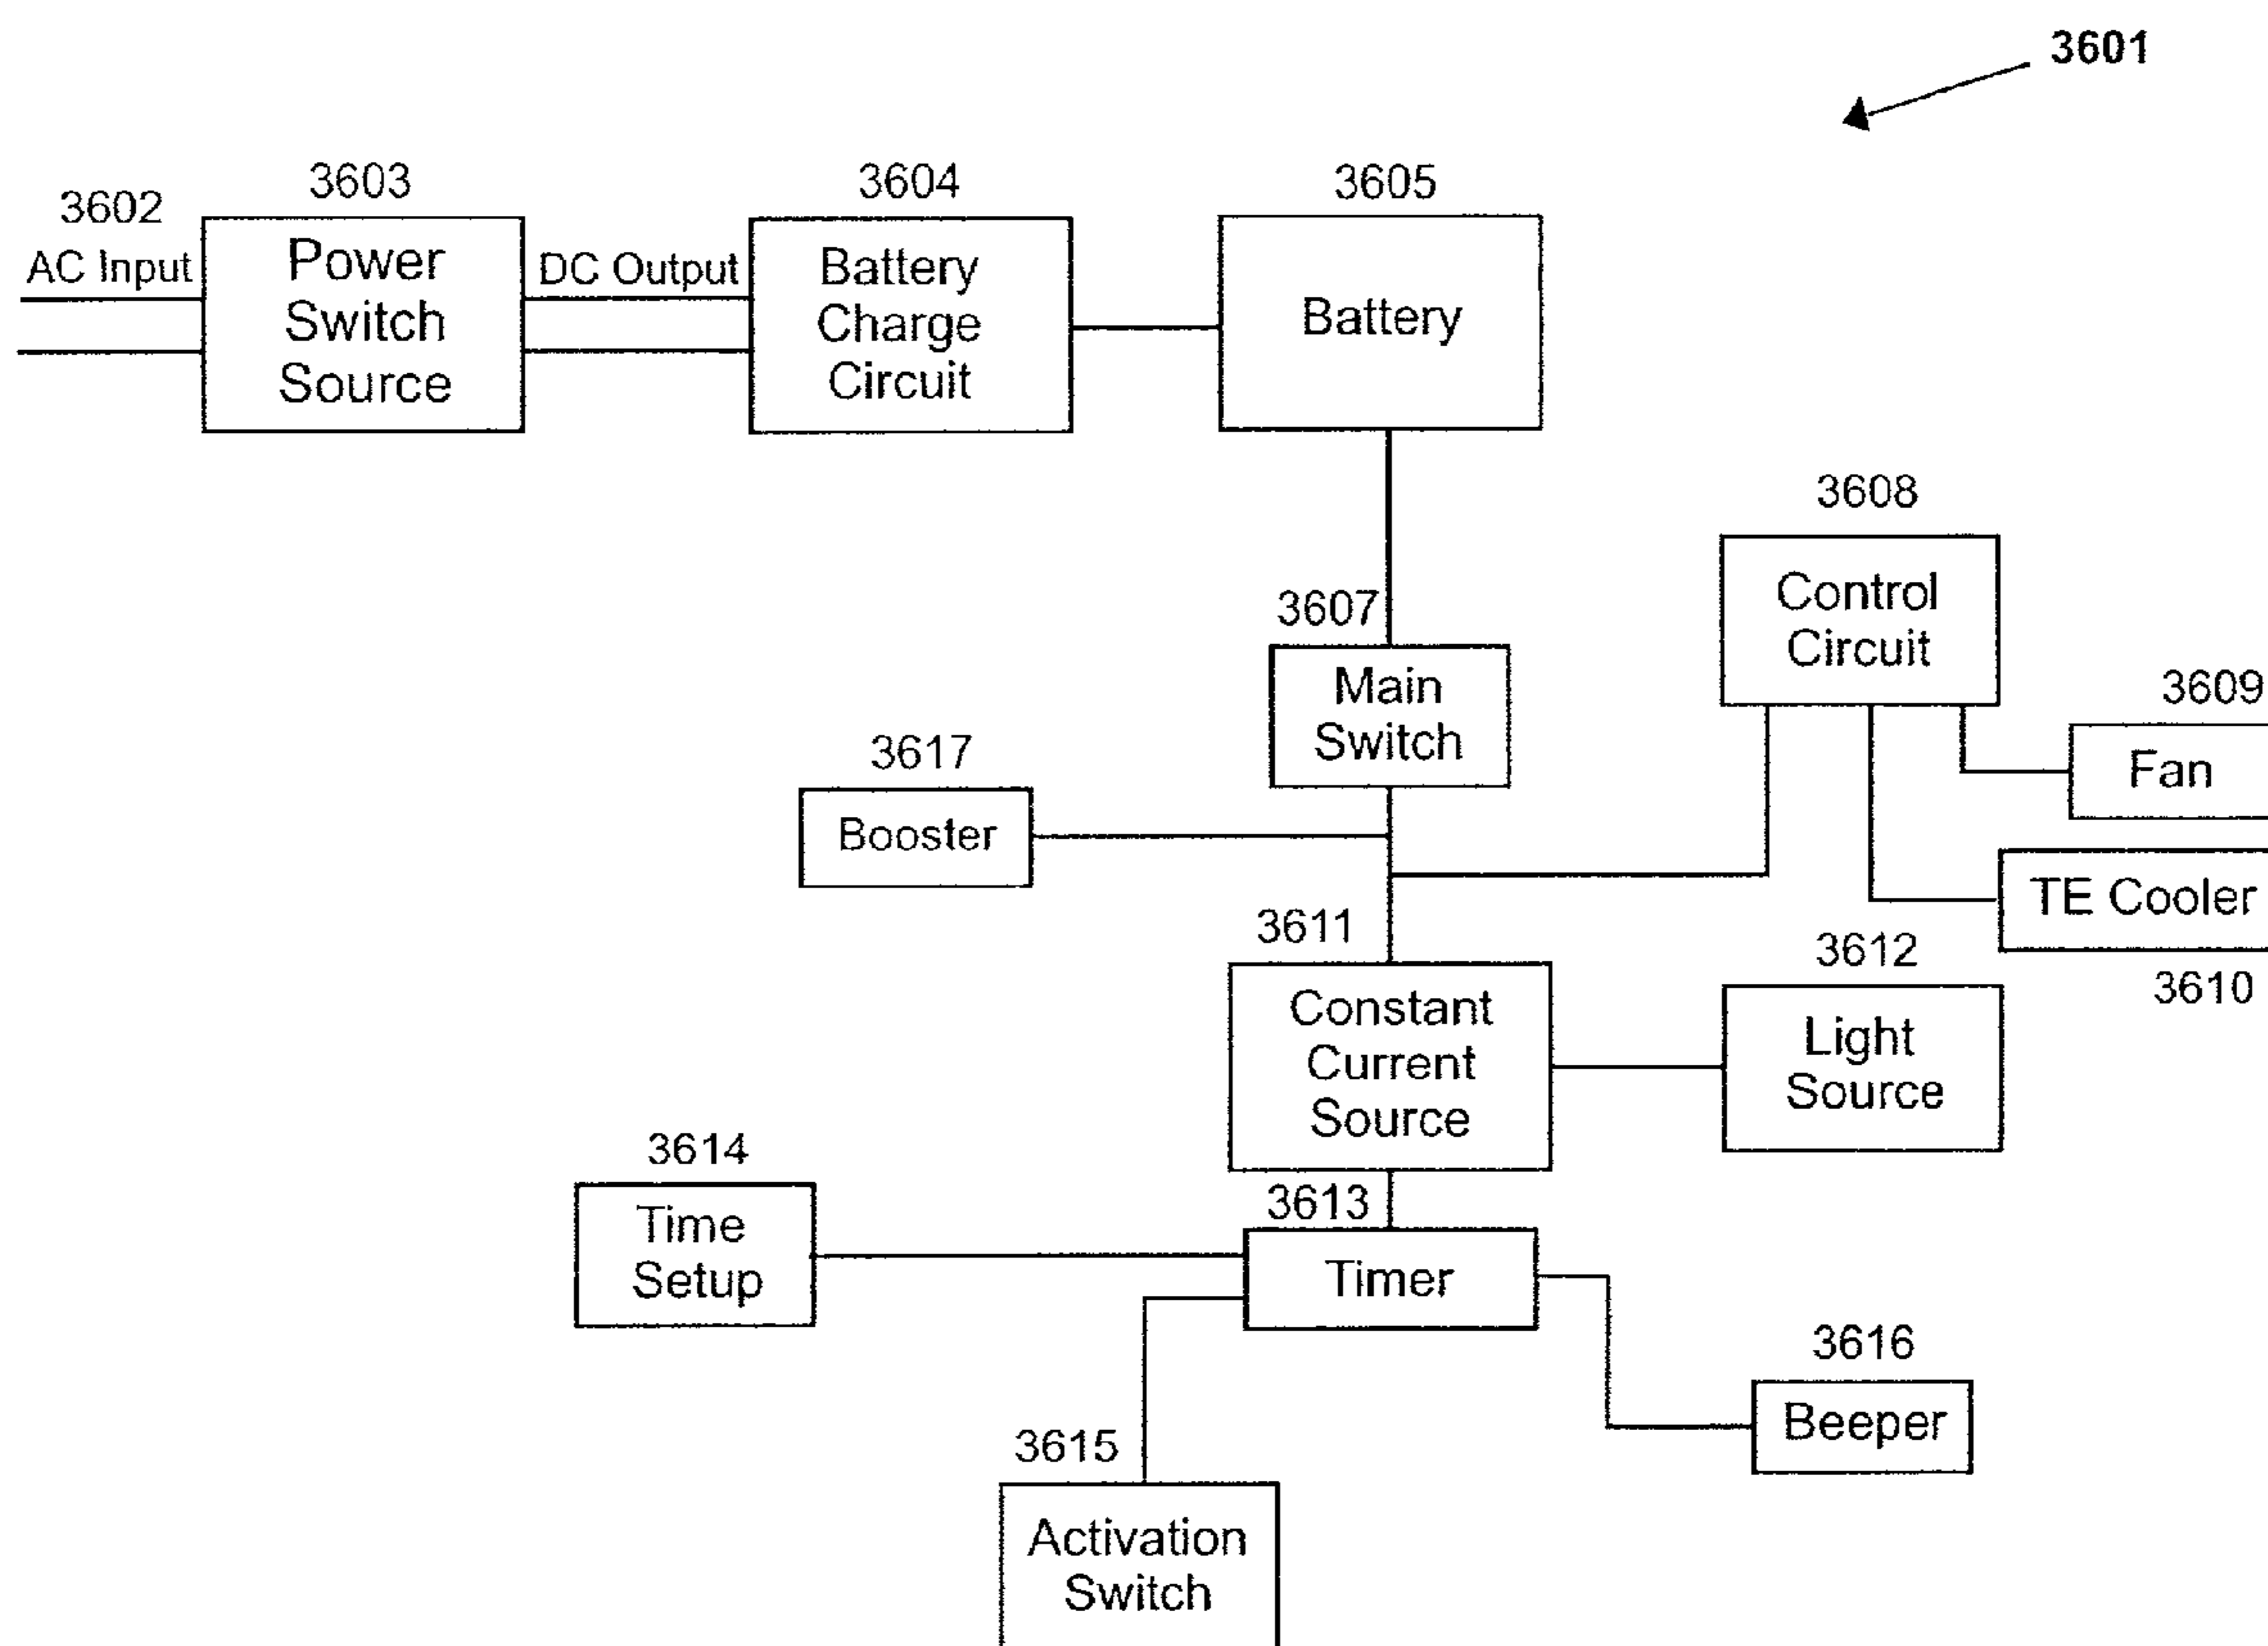 3601
3602
AC Input
3603
Power
Switch
Source
DC Output
3604
Battery
Charge
Circuit
3605
Battery
3607
Main
Switch
3608
Control
Circuit
3609
Fan
TE Cooler
3610
3617
Booster
3611
Constant
Current
Source
3612
Light
Source
3613
Timer
3614
Time
Setup
3615
Activation
Switch
3616
Beeper